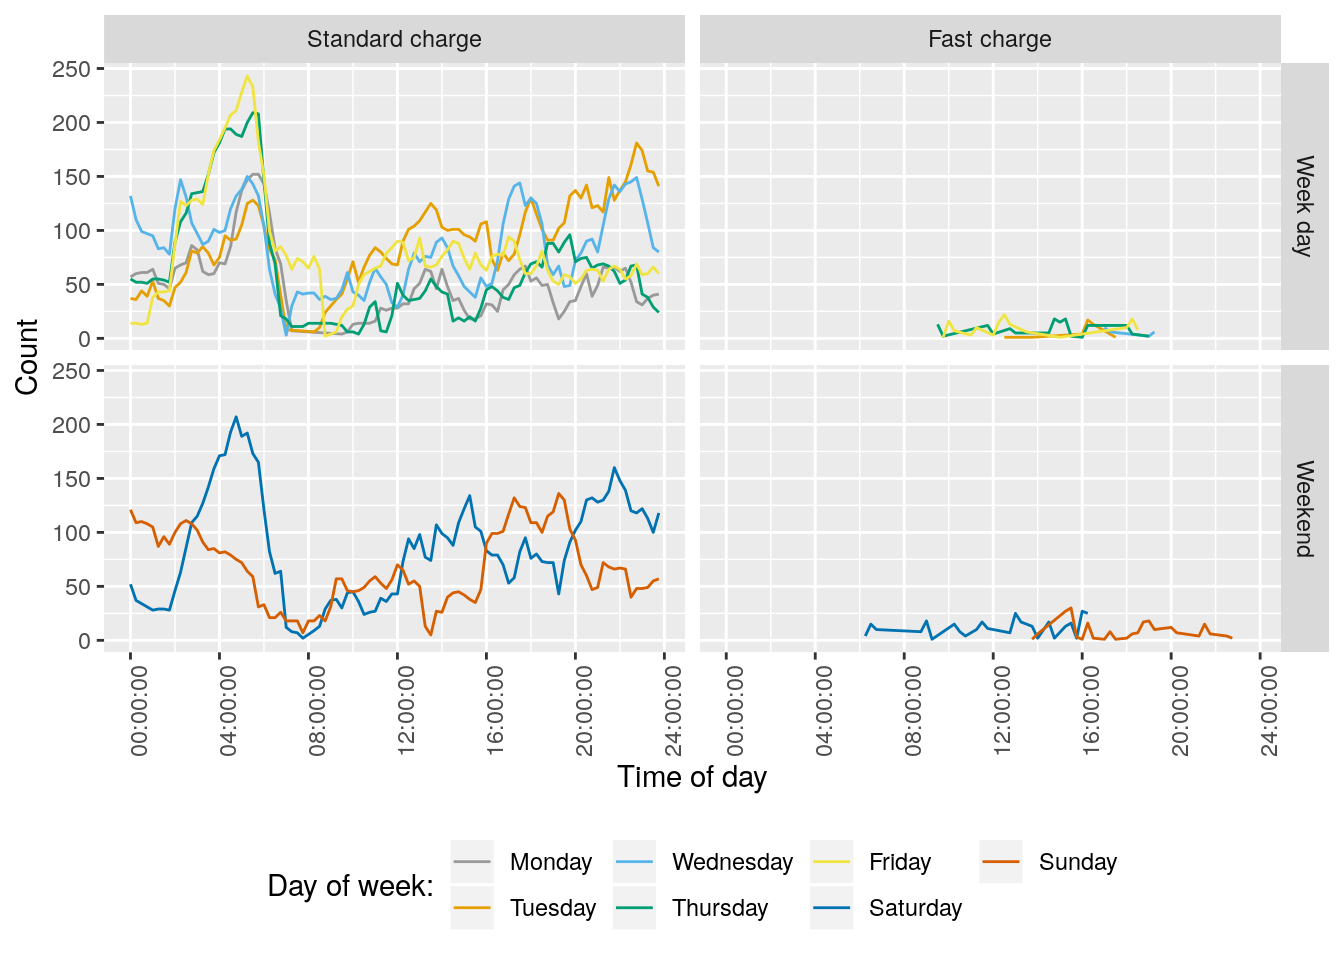 Standard charge
Fast charge
250
200
150
100
50
0
Week day
250
200
150
100
50
0
Weekend
Count
00:00:00
04:00:00
08:00:00
12:00:00
16:00:00
20:00:00
24:00:00
00:00:00
04:00:00
08:00:00
12:00:00
16:00:00
20:00:00
24:00:00
Time of day
Day of week:
Monday
Wednesday
Friday
Sunday
Tuesday
Thursday
Saturday